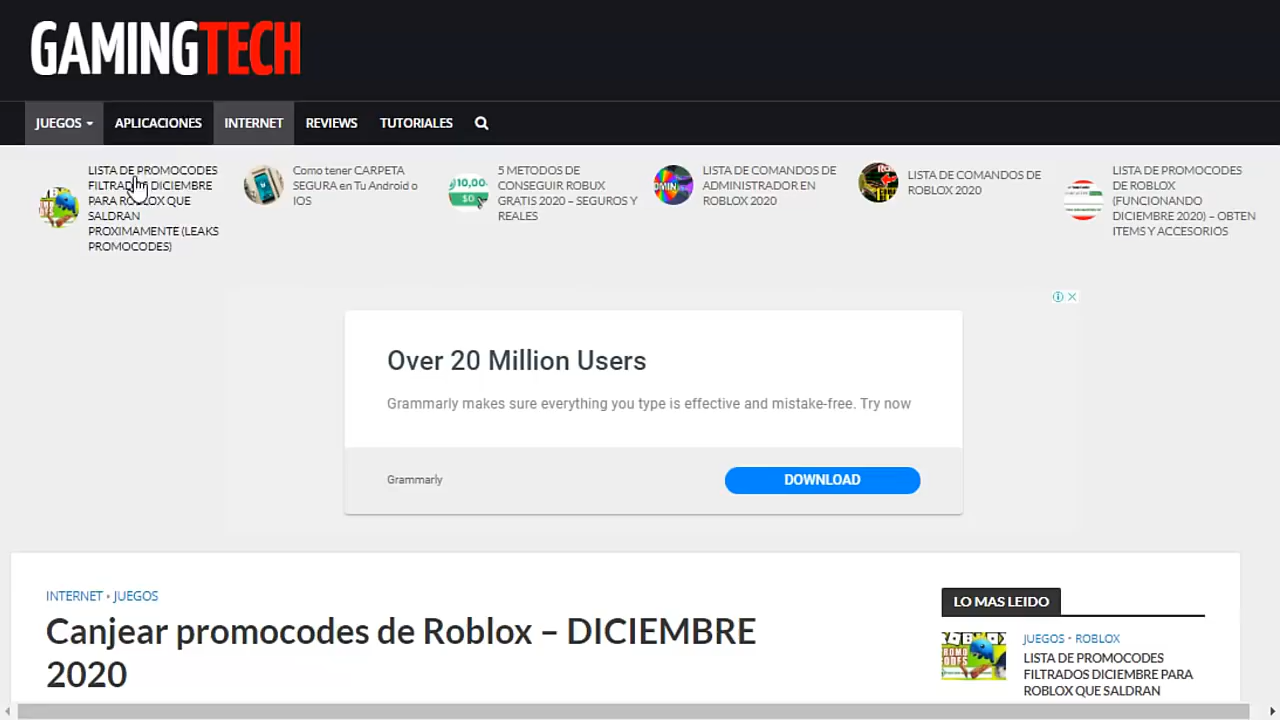 GAMINGTECH
JUEGOS
APLICACIONES
INTERNET
REVIEWS
TUTORIALES
LISTA DE PROMOCODES
FILTRADOS DICIEMBRE
PARA ROBLOX QUE
SALDRAN
PROXIMAMENTE (LEAKS
PROMOCODES)
Como tener CARPETA
SEGURA en Tu Android o
IOS
5 METODOS DE
CONSEGUIR ROBUX
GRATIS 2020 – SEGUROS Y
REALES
LISTA DE COMANDOS DE
ADMINISTRADOR EN
ROBLOX 2020
LISTA DE COMANDOS DE
ROBLOX 2020
LISTA DE PROMOCODES
DE ROBLOX
(FUNCIONANDO
DICIEMBRE 2020) – OBTEN
ITEMS Y ACCESORIOS
Over 20 Million Users
Grammarly makes sure everything you type is effective and mistake-free. Try now
Grammarly
DOWNLOAD
INTERNET • JUEGOS
Canjear promocodes de Roblox – DICIEMBRE
2020
LO MAS LEIDO
JUEGOS • ROBLOX
LISTA DE PROMOCODES
FILTRADOS DICIEMBRE PARA
ROBLOX QUE SALDRAN